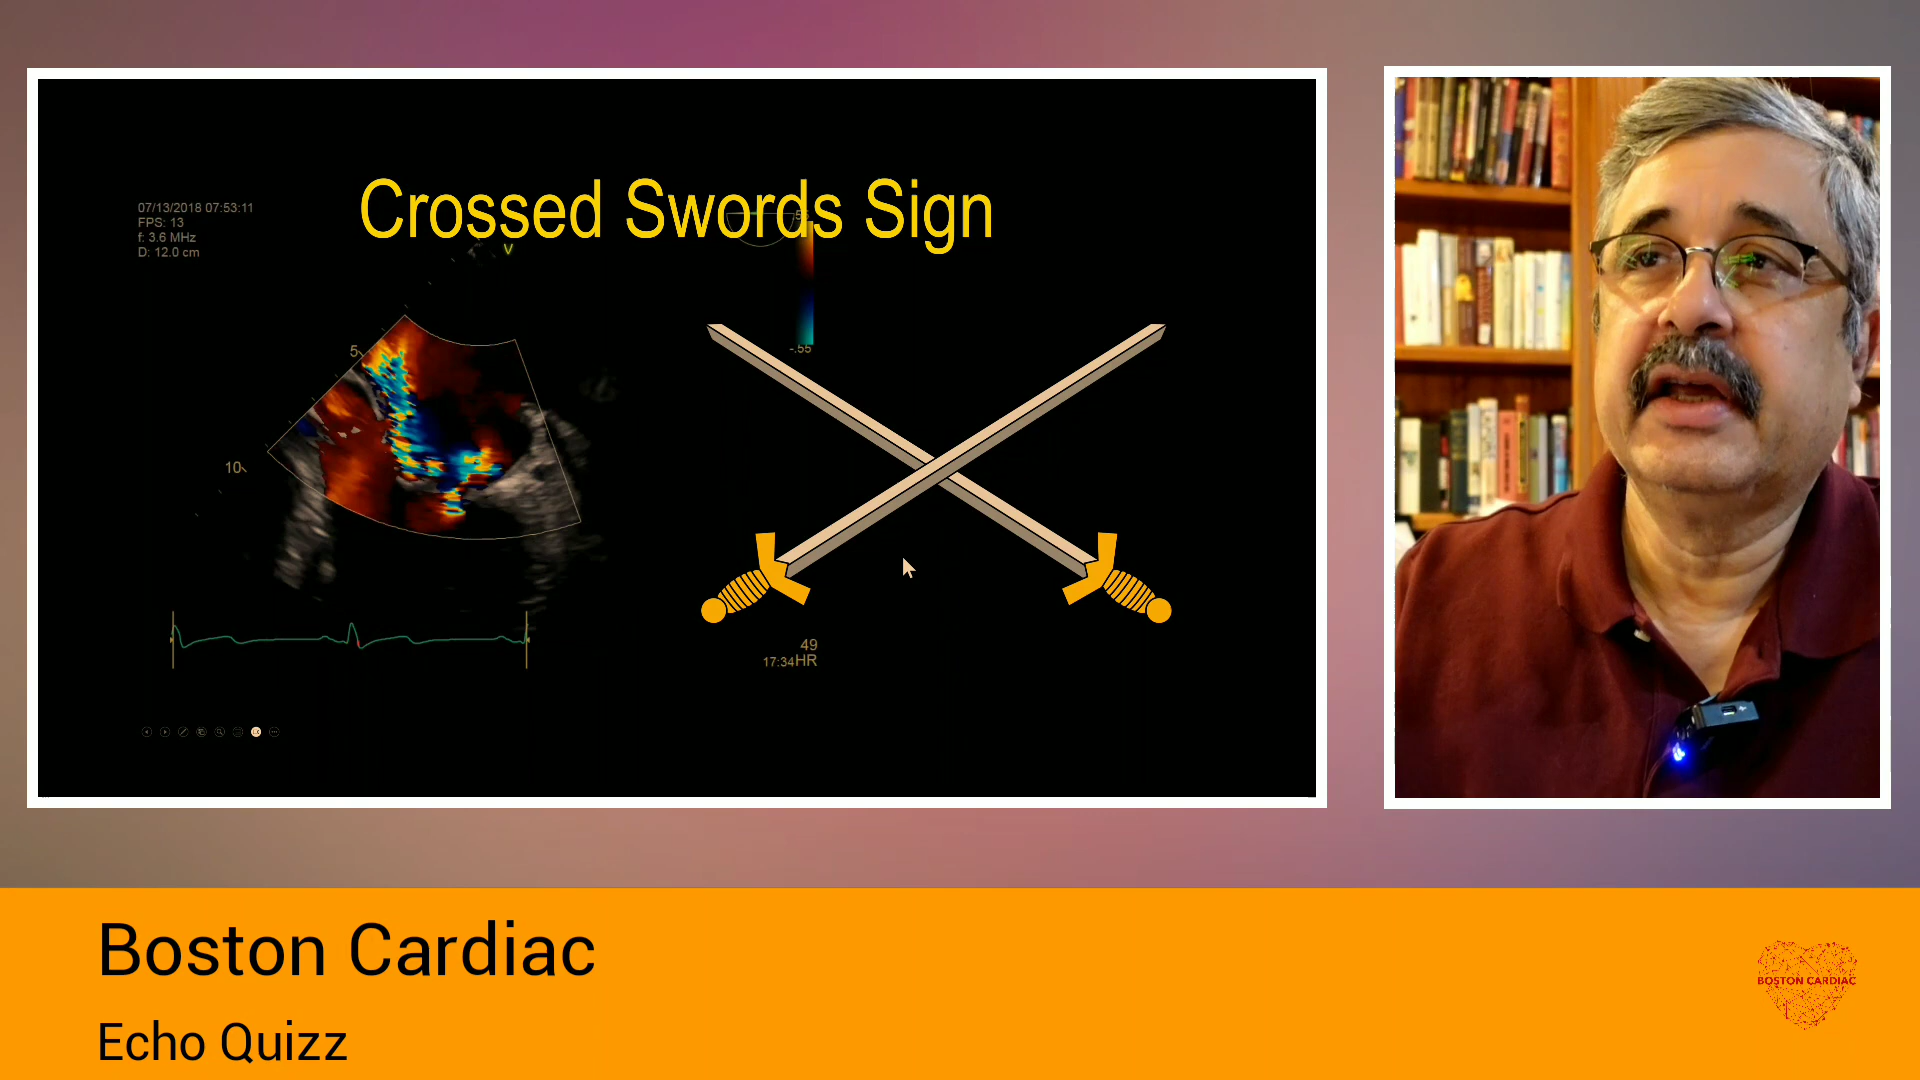 Crossed Swords Sign
07/13/2018 07:53:11
FPS: 13
f: 3.6 MHz
D: 12.0 cm
V
5
-.55
10
49
17:34HR
Boston Cardiac
Echo Quizz
BOSTON CARDIAC